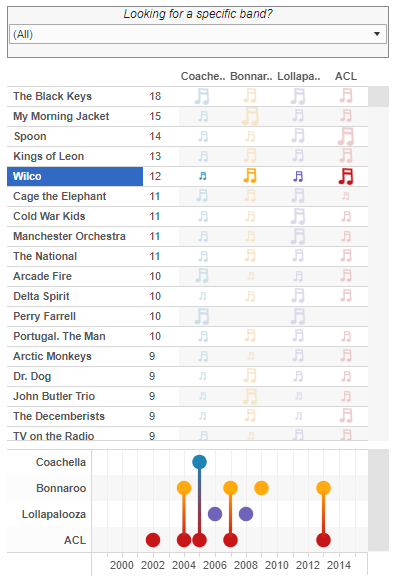 Looking for a specific band?
(All)
Coache.. Bonnar.. Lollapa.. ACL
The Black Keys 18
My Morning Jacket 15
Spoon 14
Kings of Leon 13
Wilco 12
Cage the Elephant 11
Cold War Kids 11
Manchester Orchestra 11
The National 11
Arcade Fire 10
Delta Spirit 10
Perry Farrell 10
Portugal. The Man 10
Arctic Monkeys 9
Dr. Dog 9
John Butler Trio 9
The Decemberists 9
TV on the Radio 9
Coachella
Bonnaroo
Lollapalooza
ACL
2000 2002 2004 2006 2008 2010 2012 2014